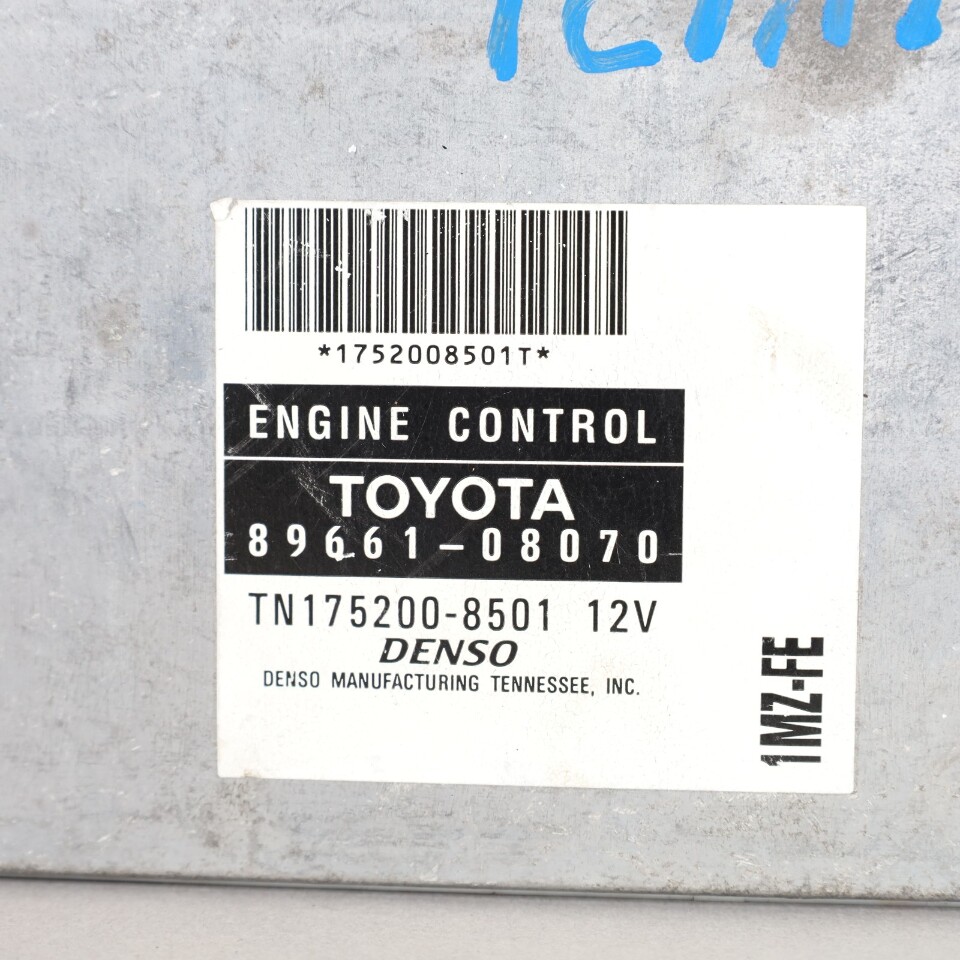 *1752008501T*
ENGINE CONTROL
TOYOTA
89661-08070
TN175200-8501 12V
DENSO
DENSO MANUFACTURING TENNESSEE, INC.
1MZ-FE